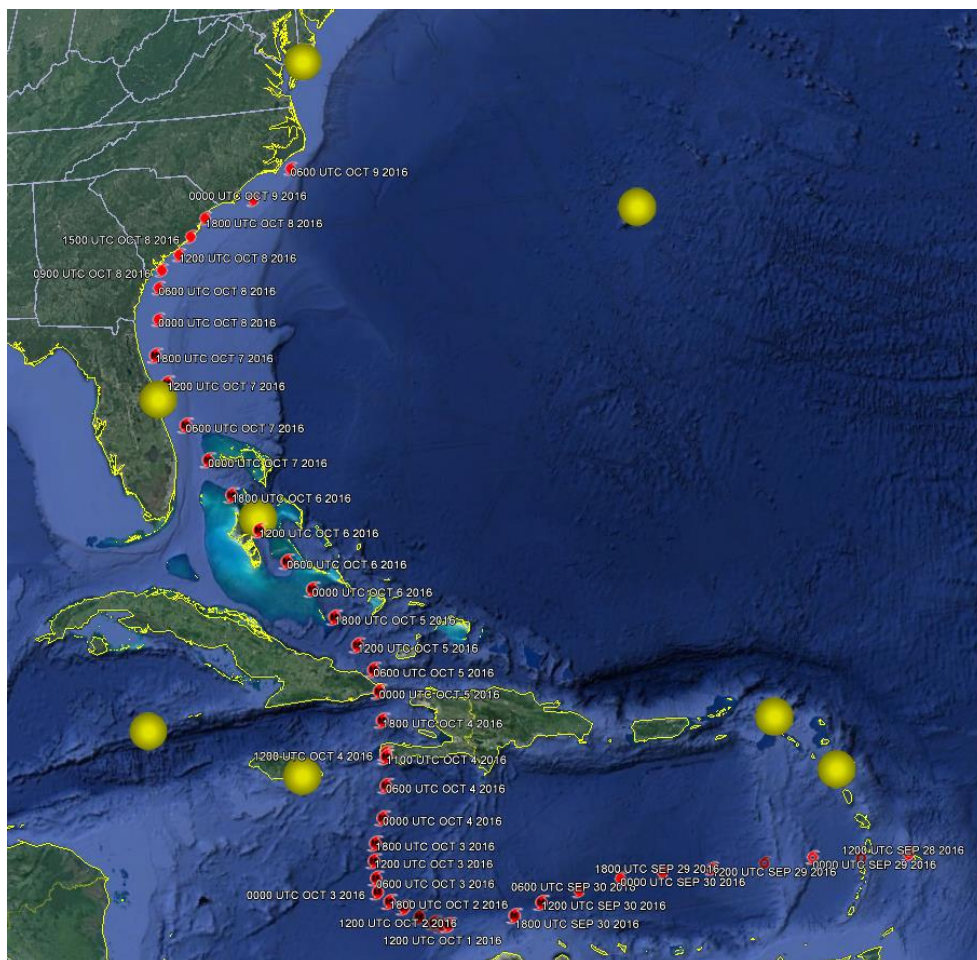 0600 UTC OCT 9 2016
0000 UTC OCT 9 2016
1800 UTC OCT 8 2016
1500 UTC OCT 8 2016
1200 UTC OCT 8 2016
0900 UTC OCT 8 2016
0600 UTC OCT 8 2016
0000 UTC OCT 8 2016
1800 UTC OCT 7 2016
1200 UTC OCT 7 2016
0600 UTC OCT 7 2016
0000 UTC OCT 7 2016
1800 UTC OCT 6 2016
1200 UTC OCT 6 2016
0600 UTC OCT 6 2016
0000 UTC OCT 6 2016
1800 UTC OCT 5 2016
1200 UTC OCT 5 2016
0600 UTC OCT 5 2016
0000 UTC OCT 5 2016
1800 UTC OCT 4 2016
1200 UTC OCT 4 2016
1100 UTC OCT 4 2016
0600 UTC OCT 4 2016
0000 UTC OCT 4 2016
1800 UTC OCT 3 2016
1200 UTC OCT 3 2016
0600 UTC OCT 3 2016
0000 UTC OCT 3 2016
1800 UTC OCT 2 2016
1200 UTC OCT 2 2016
1200 UTC OCT 1 2016
1200 UTC SEP 28 2016
0000 UTC SEP 29 2016
1200 UTC SEP 29 2016
1800 UTC SEP 29 2016
0000 UTC SEP 30 2016
0600 UTC SEP 30 2016
1200 UTC SEP 30 2016
1800 UTC SEP 30 2016